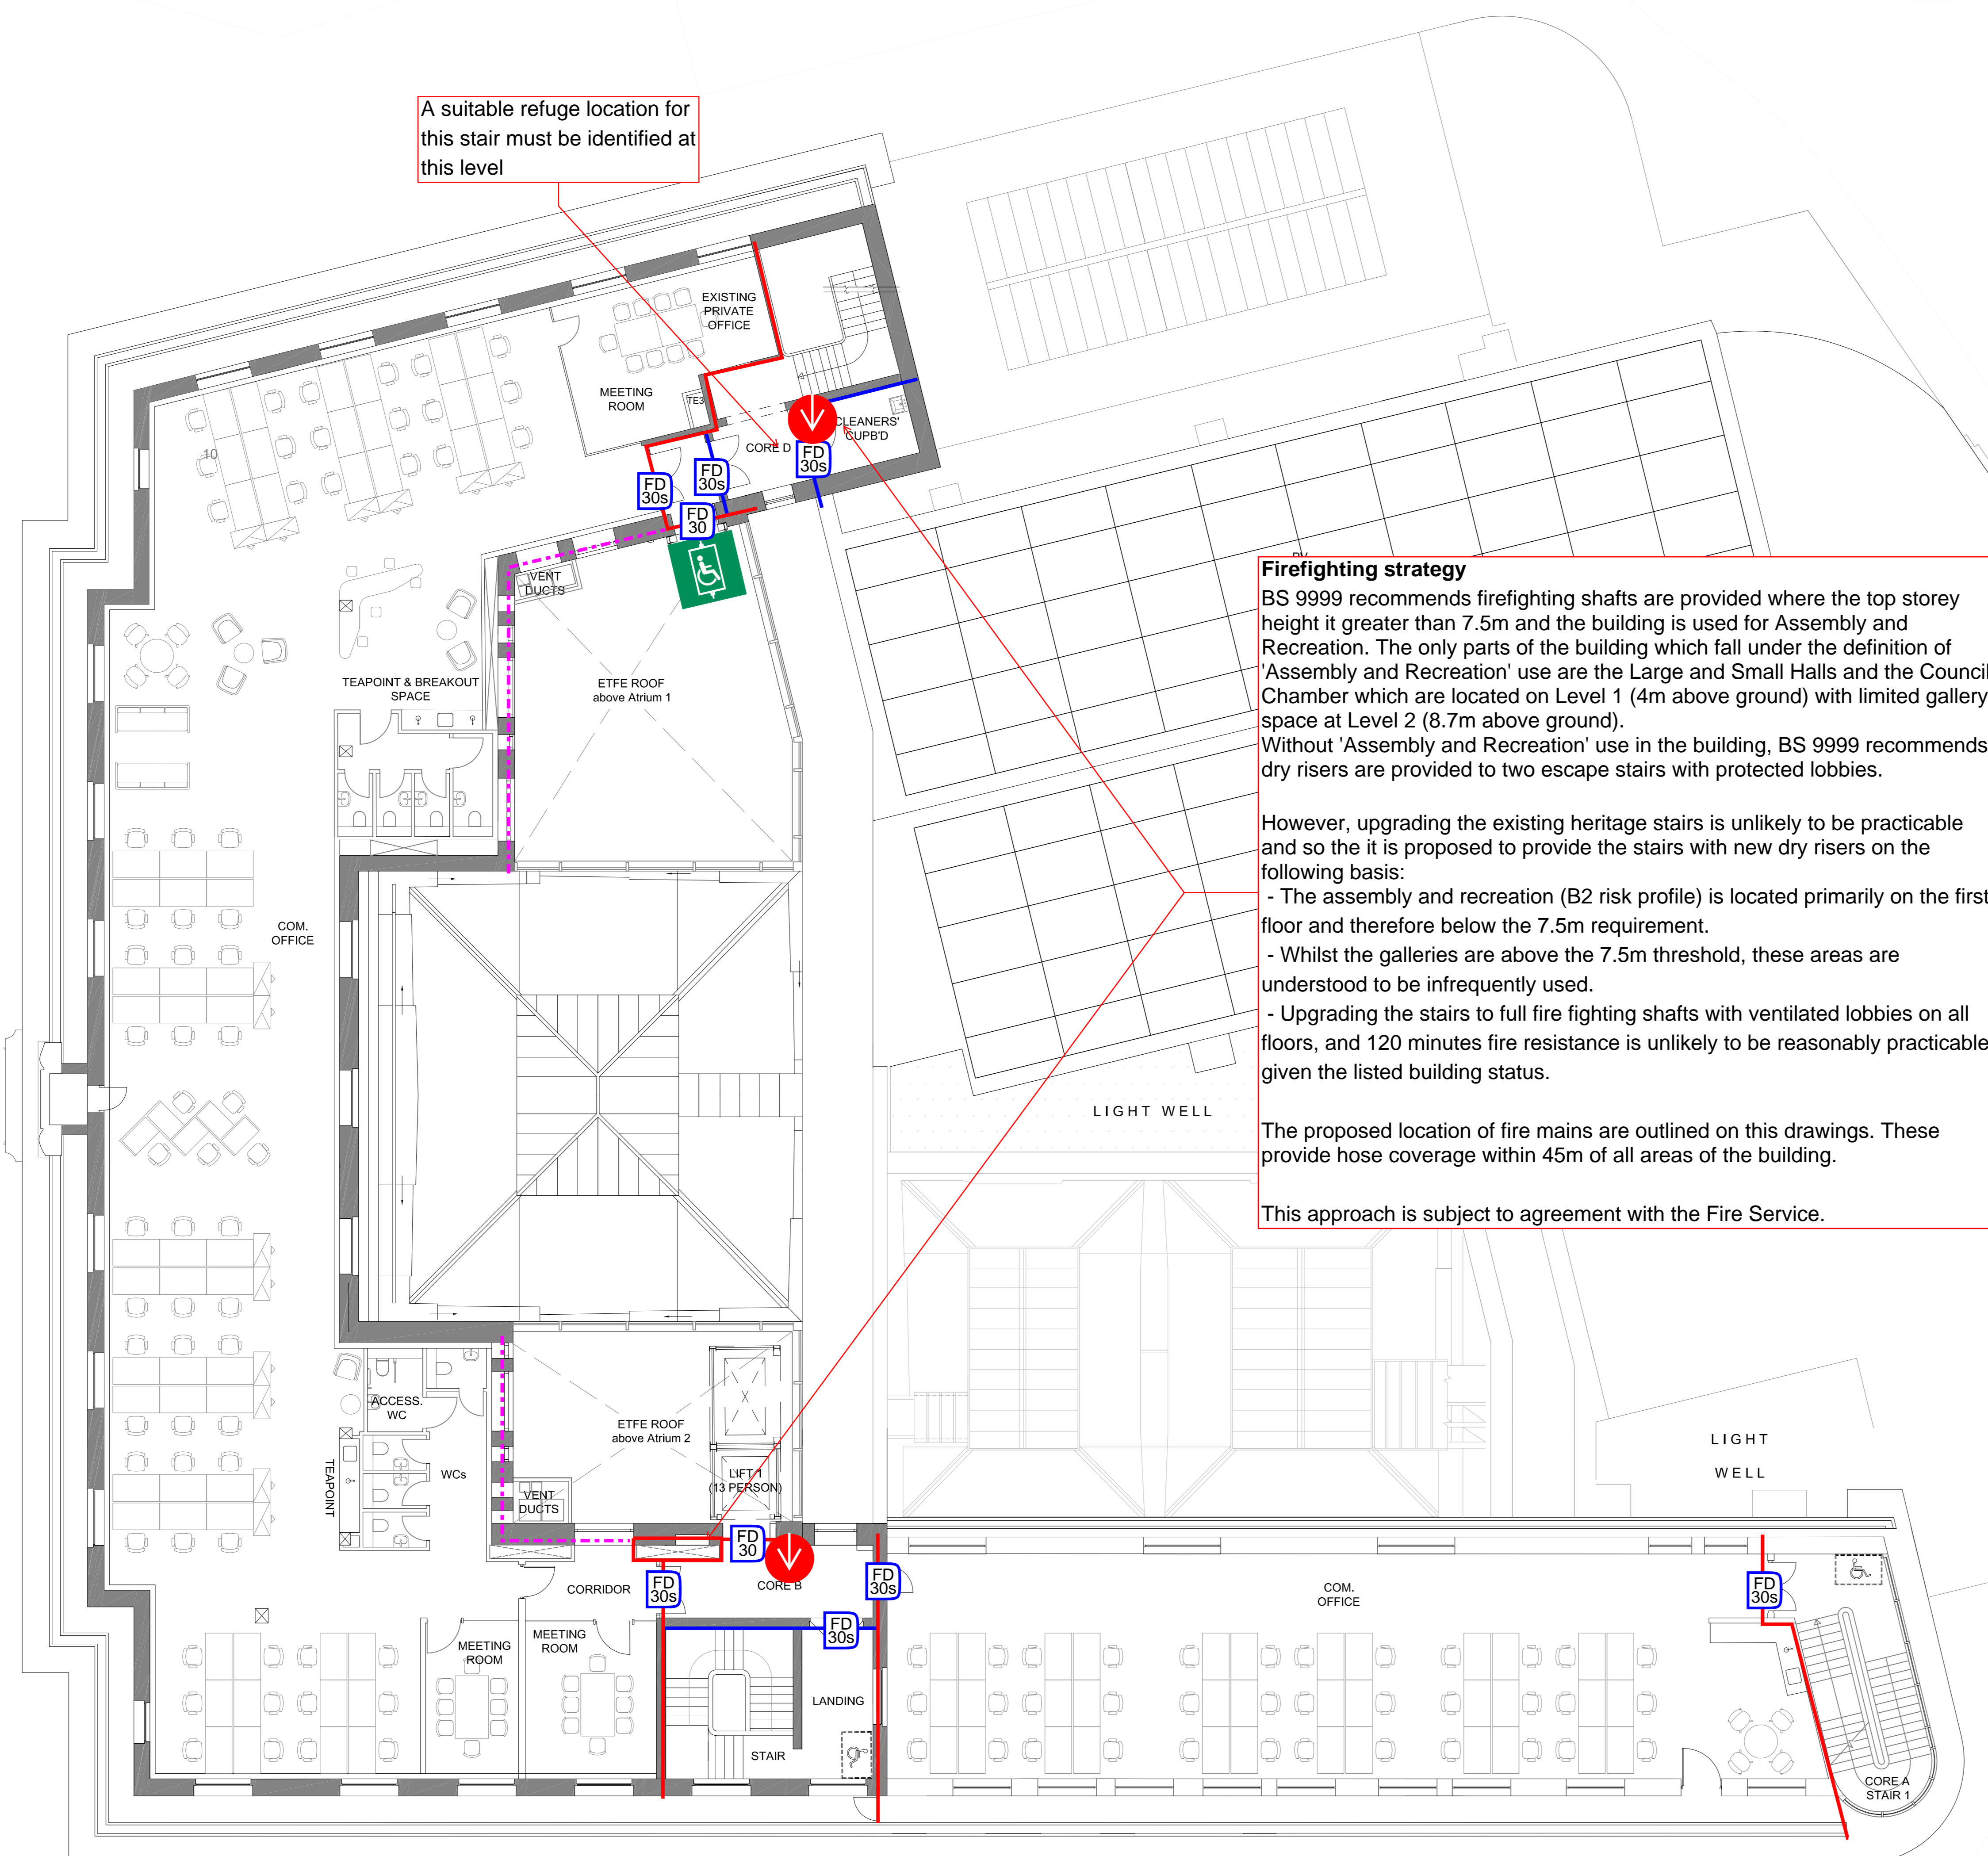 A suitable refuge location for
this stair must be identified at
this level
EXISTING
PRIVATE
OFFICE
MEETING
ROOM
TE3
CLEANERS'
CUPB'D
CORE D
FD
30s
FD
30s
FD
30s
FD
30
10
VENT
DUCTS
TEAPOINT & BREAKOUT
SPACE
ETFE ROOF
above Atrium 1
PV
Firefighting strategy
BS 9999 recommends firefighting shafts are provided where the top storey
height it greater than 7.5m and the building is used for Assembly and
Recreation. The only parts of the building which fall under the definition of
'Assembly and Recreation' use are the Large and Small Halls and the Council
Chamber which are located on Level 1 (4m above ground) with limited gallery
space at Level 2 (8.7m above ground).
Without 'Assembly and Recreation' use in the building, BS 9999 recommends
dry risers are provided to two escape stairs with protected lobbies.
However, upgrading the existing heritage stairs is unlikely to be practicable
and so the it is proposed to provide the stairs with new dry risers on the
following basis:
- The assembly and recreation (B2 risk profile) is located primarily on the first
floor and therefore below the 7.5m requirement.
- Whilst the galleries are above the 7.5m threshold, these areas are
understood to be infrequently used.
- Upgrading the stairs to full fire fighting shafts with ventilated lobbies on all
floors, and 120 minutes fire resistance is unlikely to be reasonably practicable
given the listed building status.
The proposed location of fire mains are outlined on this drawings. These
provide hose coverage within 45m of all areas of the building.
This approach is subject to agreement with the Fire Service.
COM.
OFFICE
LIGHT WELL
ACCESS.
WC
WCs
TEAPOINT
ETFE ROOF
above Atrium 2
LIFT 1
(13 PERSON)
VENT
DUCTS
LIGHT
WELL
FD
30
CORE B
CORRIDOR
FD
30s
FD
30s
FD
30s
COM.
OFFICE
FD
30s
MEETING
ROOM
MEETING
ROOM
LANDING
STAIR
CORE A
STAIR 1